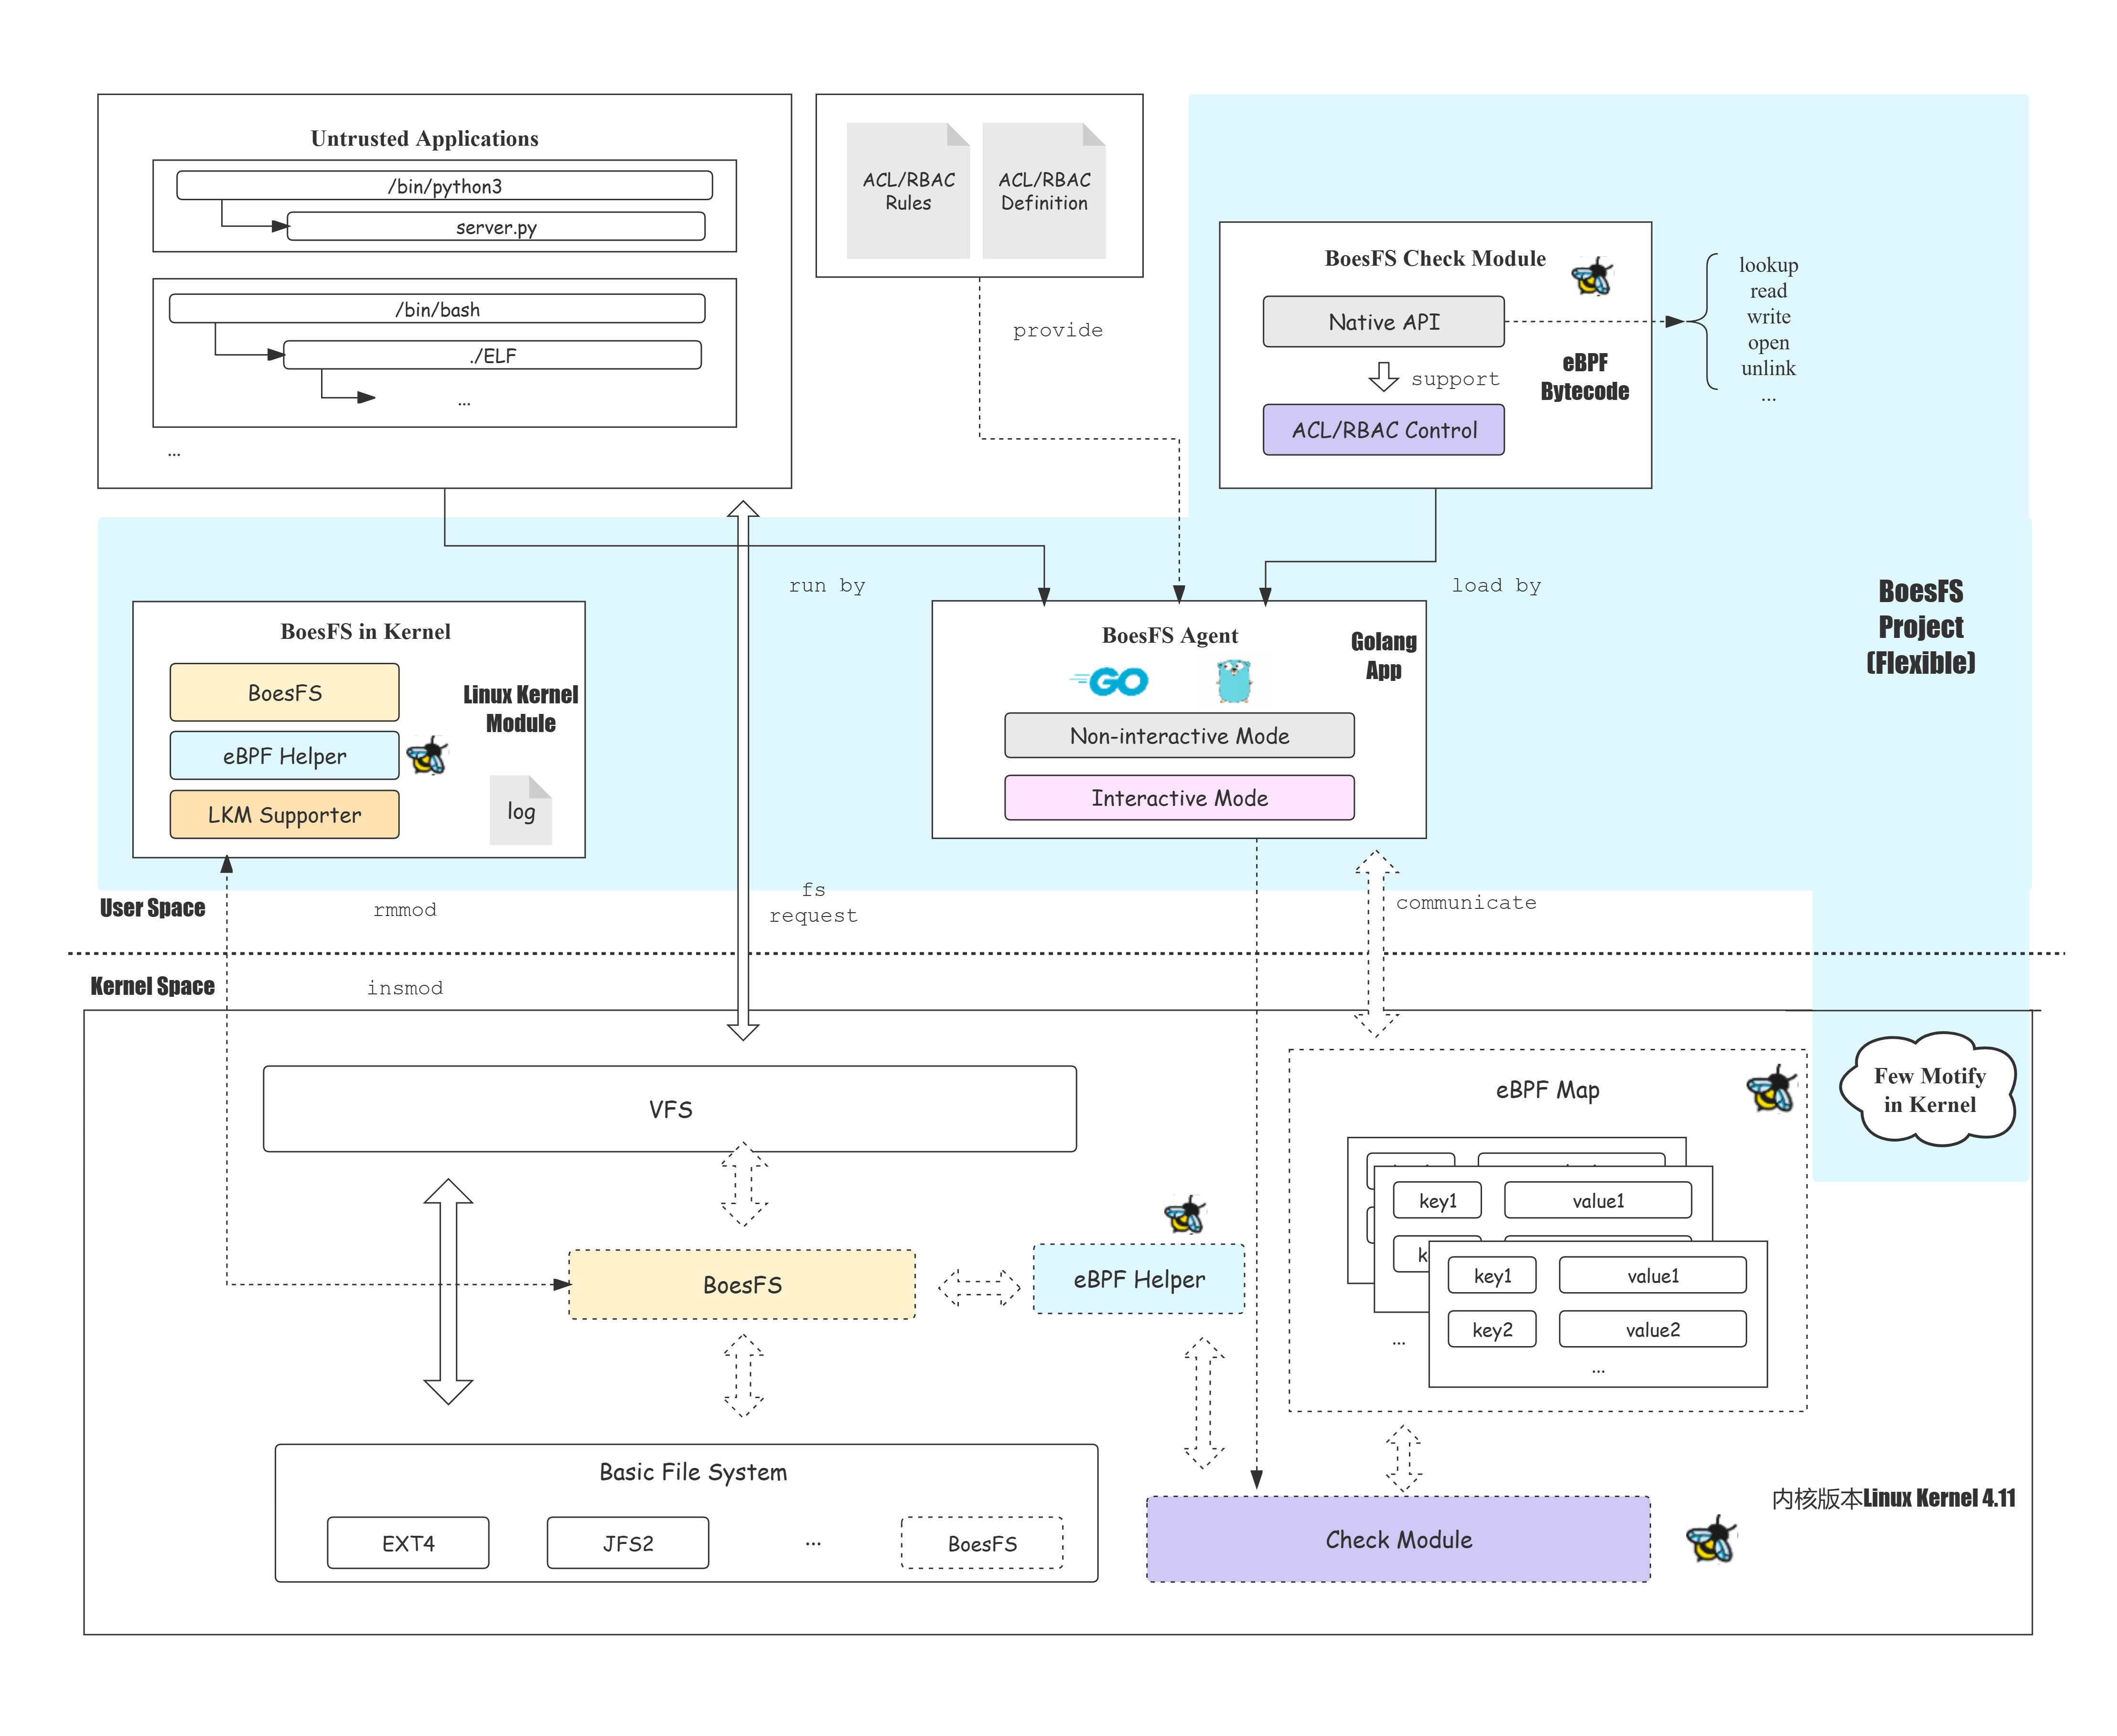 Untrusted Applications
/bin/python3
server.py
/bin/bash
./ELF
...
...
ACL/RBAC
Rules
ACL/RBAC
Definition
provide
BoesFS Check Module
Native API
support
ACL/RBAC Control
eBPF
Bytecode
lookup
read
write
open
unlink
...
run by
load by
BoesFS
Project
(Flexible)
BoesFS in Kernel
BoesFS
eBPF Helper
LKM Supporter
Linux Kernel
Module
log
BoesFS Agent
GO
Golang
App
Non-interactive Mode
Interactive Mode
User Space
rmmod
fs
request
communicate
Kernel Space
insmod
VFS
eBPF Map
key1
value1
key1
value1
key2
value2
...
...
Few Motify
in Kernel
BoesFS
eBPF Helper
Basic File System
EXT4
JFS2
...
BoesFS
Check Module
内核版本Linux Kernel 4.11